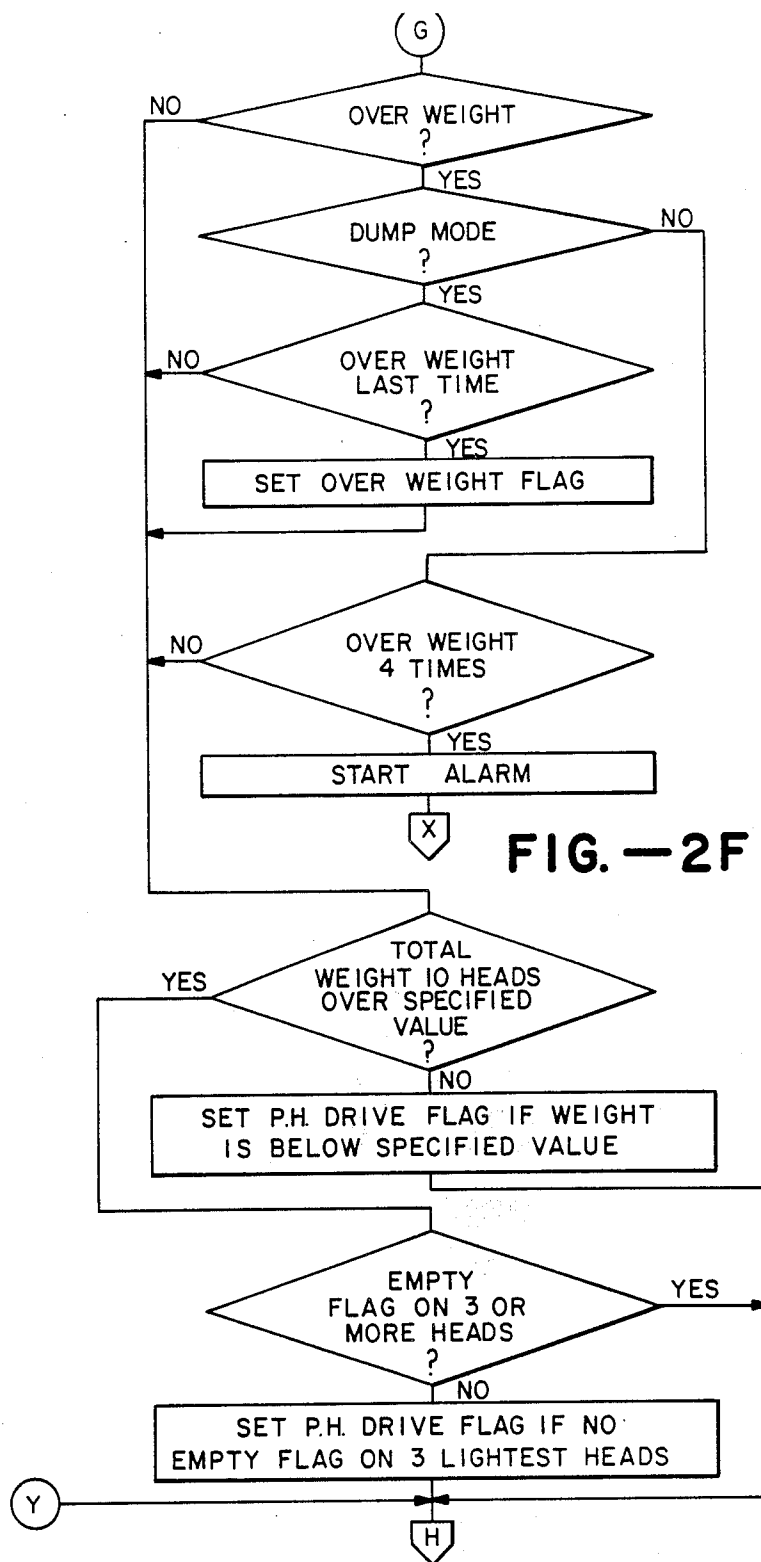 G
NO
OVER WEIGHT
?
YES
DUMP MODE
?
NO
YES
NO
OVER WEIGHT
LAST TIME
?
YES
SET OVER WEIGHT FLAG
NO
OVER WEIGHT
4 TIMES
?
YES
START ALARM
X
FIG.—2F
YES
TOTAL
WEIGHT 10 HEADS
OVER SPECIFIED
VALUE
?
NO
SET P.H. DRIVE FLAG IF WEIGHT
IS BELOW SPECIFIED VALUE
EMPTY
FLAG ON 3 OR
MORE HEADS
?
YES
NO
SET P.H. DRIVE FLAG IF NO
EMPTY FLAG ON 3 LIGHTEST HEADS
Y
H